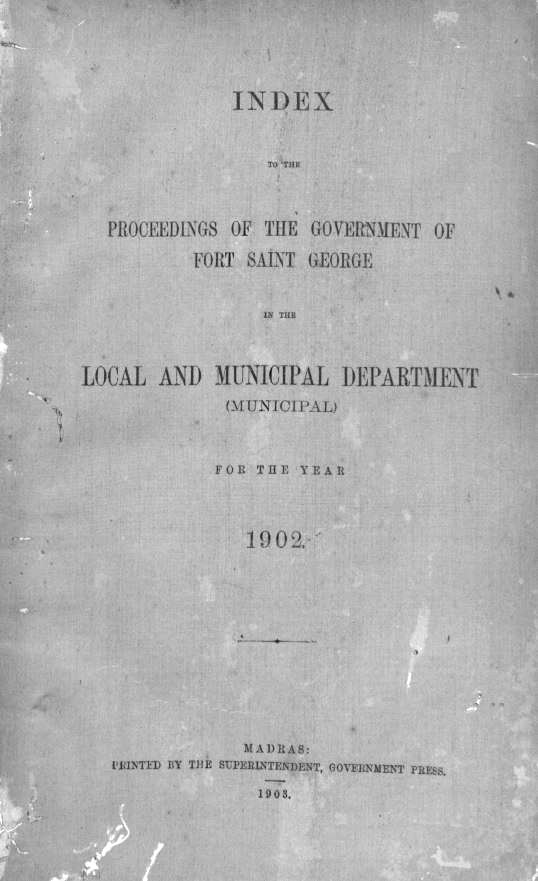 INDEX
TO THE
PROCEEDINGS OF THE GOVERNMENT OF
FORT SAINT GEORGE
IN THE
LOCAL AND MUNICIPAL DEPARTMENT
(MUNICIPAL)
FOR THE YEAR
1902.
MADRAS:
PRINTED BY THE SUPERINTENDENT, GOVERNMENT PRESS.
1903.